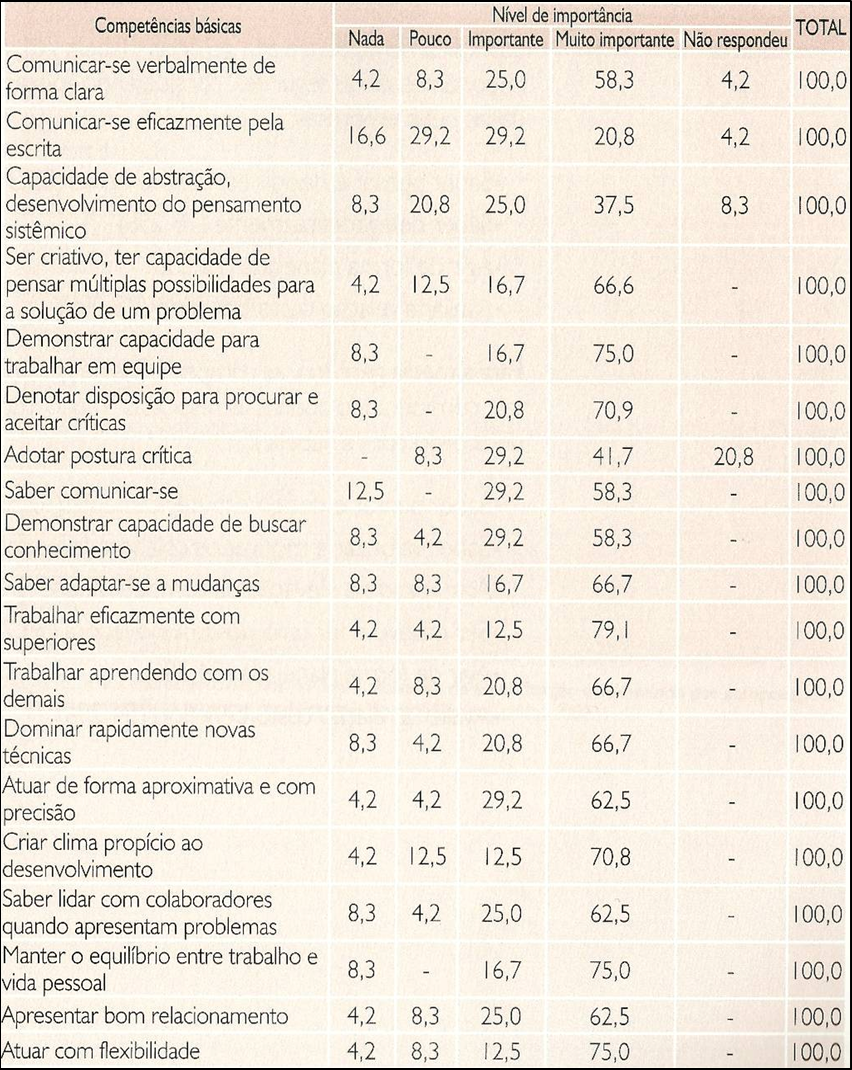 Competências básicas
Nível de importância
TOTAL
Nada Pouco Importante Muito importante Não respondeu
Comunicar-se verbalmente de
forma clara
4,2 8,3 25,0 58,3 4,2 100,0
Comunicar-se eficazmente pela
escrita
16,6 29,2 29,2 20,8 4,2 100,0
Capacidade de abstração,
desenvolvimento do pensamento
sistêmico
8,3 20,8 25,0 37,5 8,3 100,0
Ser criativo, ter capacidade de
pensar múltiplas possibilidades para
a solução de um problema
4,2 12,5 16,7 66,6 - 100,0
Demonstrar capacidade para
trabalhar em equipe
8,3 - 16,7 75,0 - 100,0
Denotar disposição para procurar e
aceitar críticas
8,3 - 20,8 70,9 - 100,0
Adotar postura crítica - 8,3 29,2 41,7 20,8 100,0
Saber comunicar-se 12,5 - 29,2 58,3 - 100,0
Demonstrar capacidade de buscar
conhecimento
8,3 4,2 29,2 58,3 - 100,0
Saber adaptar-se a mudanças 8,3 8,3 16,7 66,7 - 100,0
Trabalhar eficazmente com
superiores
4,2 4,2 12,5 79,1 - 100,0
Trabalhar aprendendo com os
demais
4,2 8,3 20,8 66,7 - 100,0
Dominar rapidamente novas
técnicas
8,3 4,2 20,8 66,7 - 100,0
Atuar de forma aproximativa e com
precisão
4,2 4,2 29,2 62,5 - 100,0
Criar clima propício ao
desenvolvimento
4,2 12,5 12,5 70,8 - 100,0
Saber lidar com colaboradores
quando apresentam problemas
8,3 4,2 25,0 62,5 - 100,0
Manter o equilíbrio entre trabalho e
vida pessoal
8,3 - 16,7 75,0 - 100,0
Apresentar bom relacionamento 4,2 8,3 25,0 62,5 - 100,0
Atuar com flexibilidade 4,2 8,3 12,5 75,0 - 100,0